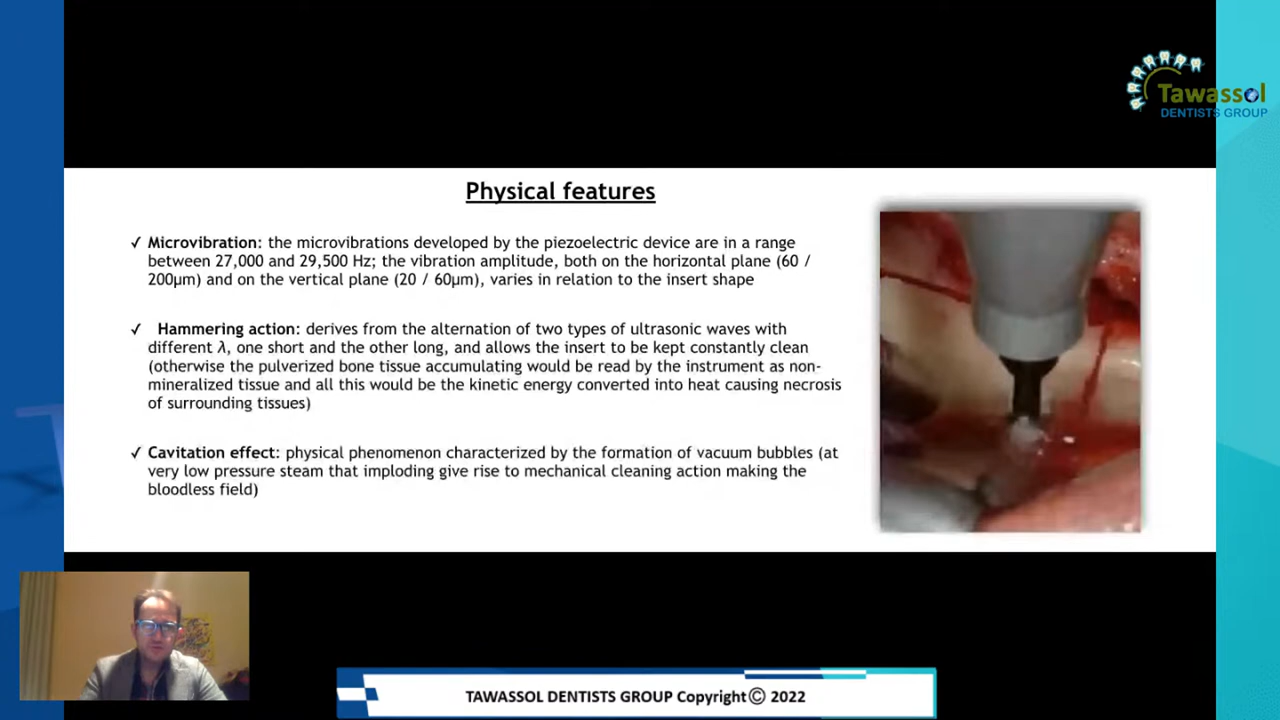 Tawassol
DENTISTS GROUP
Physical features
✓ Microvibration: the microvibrations developed by the piezoelectric device are in a range
between 27,000 and 29,500 Hz; the vibration amplitude, both on the horizontal plane (60 /
200µm) and on the vertical plane (20 / 60µm), varies in relation to the insert shape
✓ Hammering action: derives from the alternation of two types of ultrasonic waves with
different λ, one short and the other long, and allows the insert to be kept constantly clean
(otherwise the pulverized bone tissue accumulating would be read by the instrument as non-
mineralized tissue and all this would be the kinetic energy converted into heat causing necrosis
of surrounding tissues)
✓ Cavitation effect: physical phenomenon characterized by the formation of vacuum bubbles (at
very low pressure steam that imploding give rise to mechanical cleaning action making the
bloodless field)
TAWASSOL DENTISTS GROUP Copyright© 2022